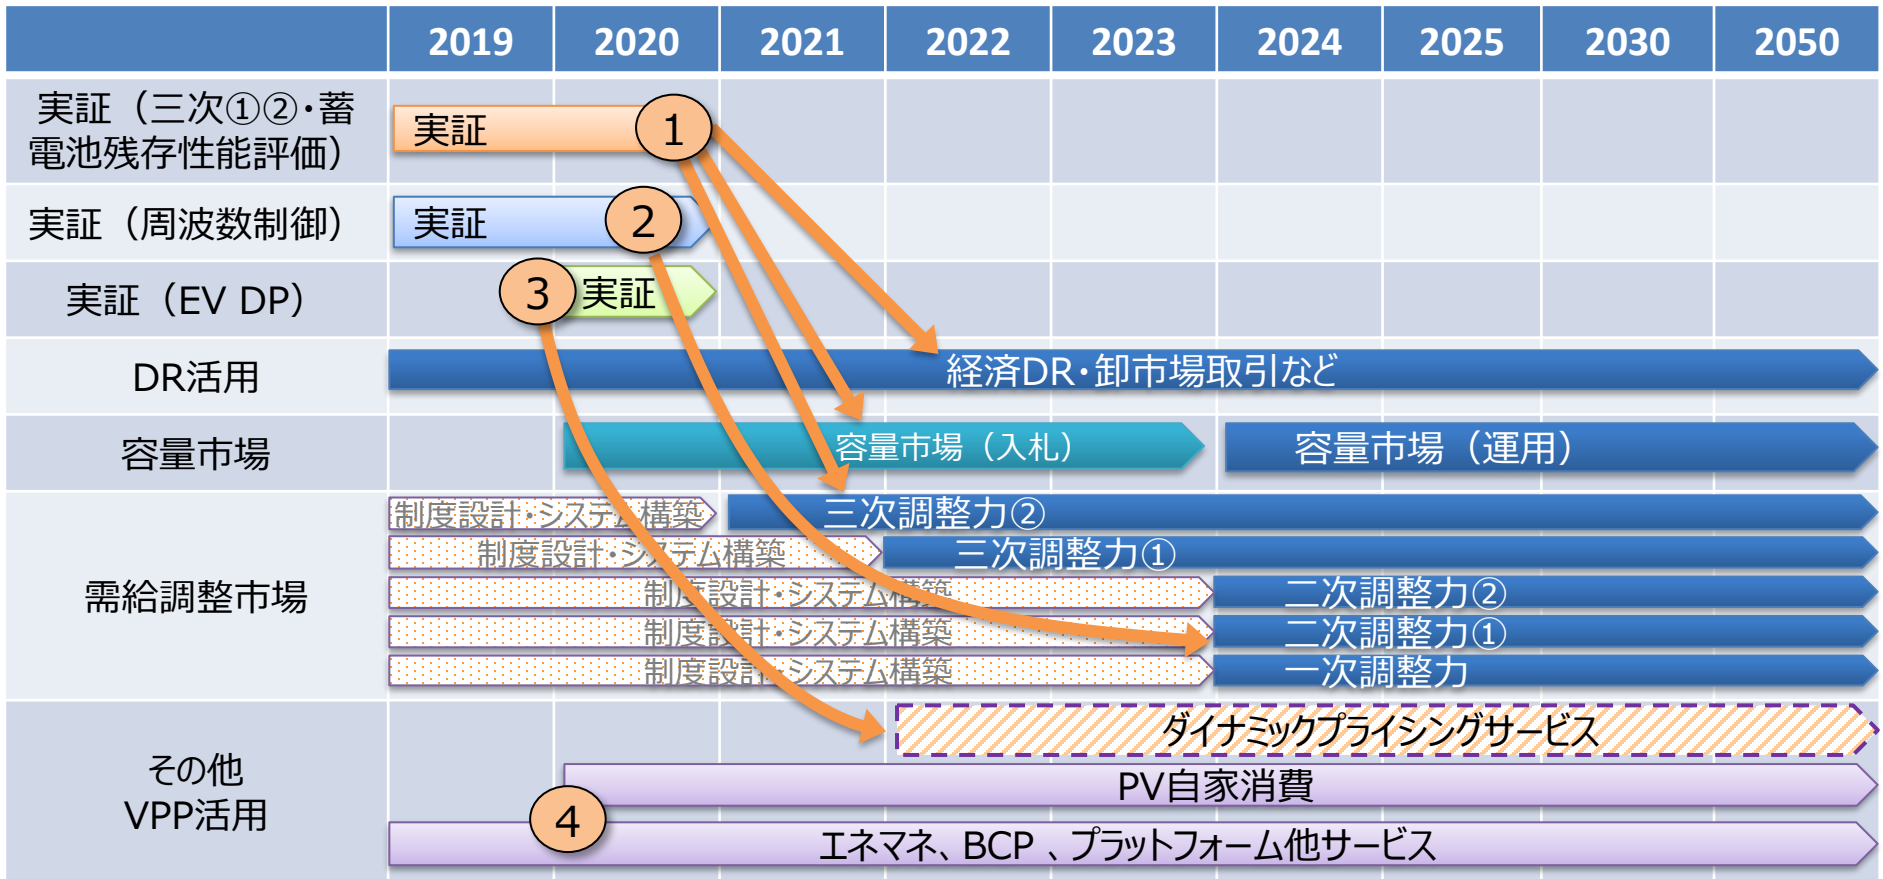 2019 2020 2021 2022 2023 2024 2025 2030 2050
実証（三次①②・蓄
電池残存性能評価）
実証
1
実証（周波数制御）
実証
2
実証（EV DP）
3
実証
DR活用
経済DR・卸市場取引など
容量市場
容量市場（入札）
容量市場（運用）
需給調整市場
制度設計・システム構築
三次調整力②
制度設計・システム構築
三次調整力①
制度設計・システム構築
二次調整力②
制度設計・システム構築
二次調整力①
制度設計・システム構築
一次調整力
その他
VPP活用
ダイナミックプライシングサービス
PV自家消費
4
エネマネ、BCP 、プラットフォーム他サービス